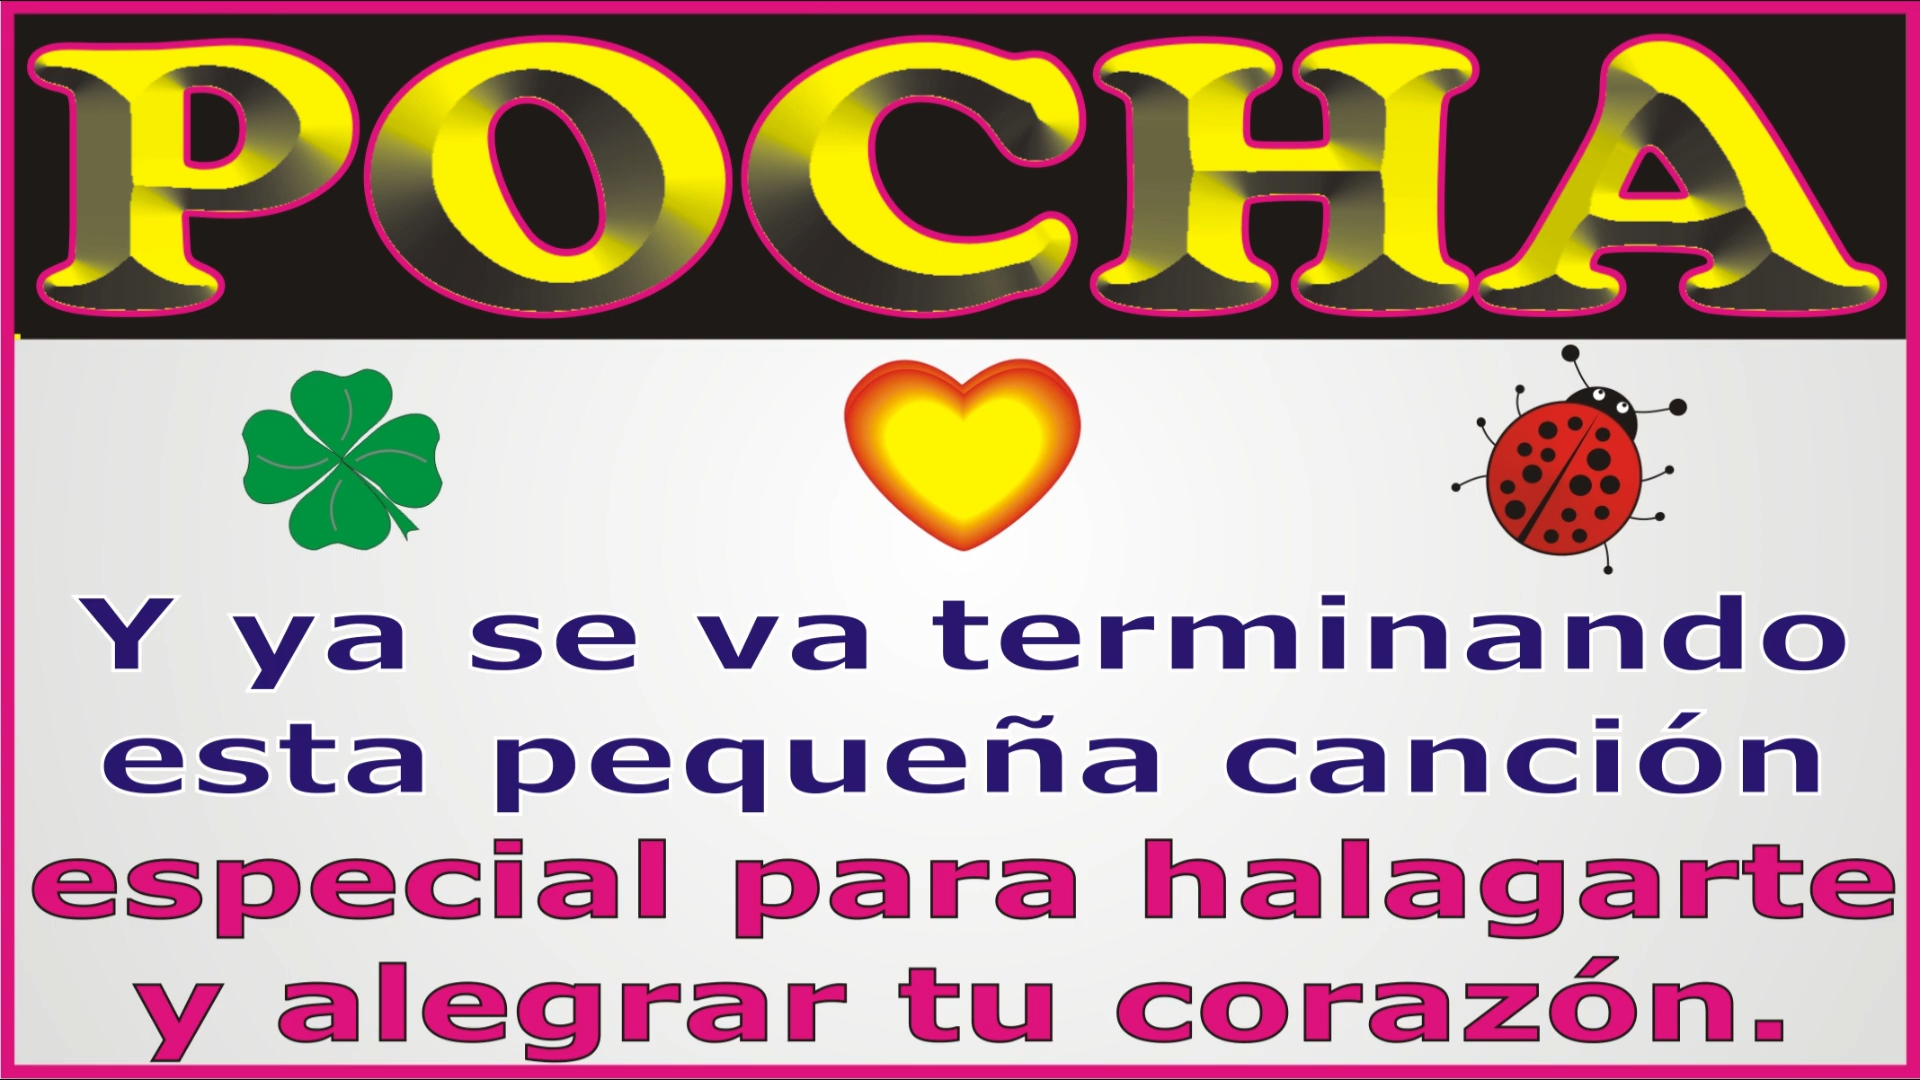 POCHA
Y ya se va terminando
esta pequeña canción
especial para halagarte
y alegrar tu corazón.